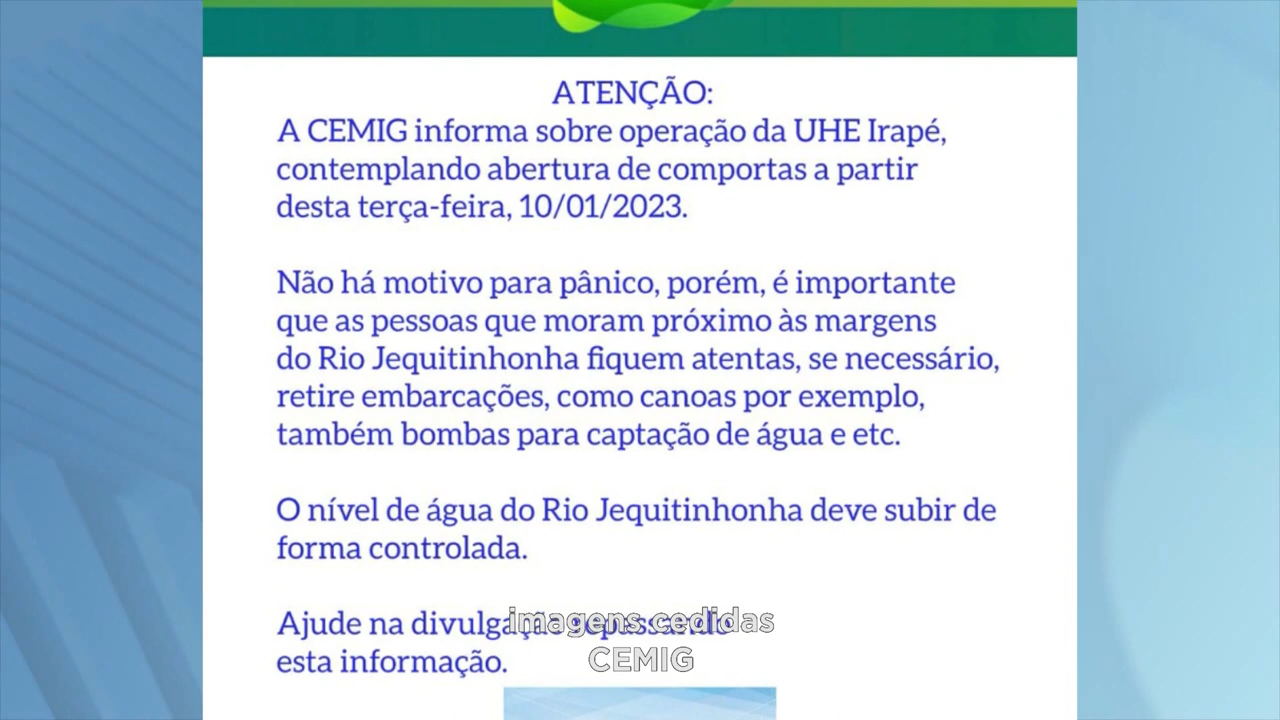 ATENÇÃO:
A CEMIG informa sobre operação da UHE Irapé,
contemplando abertura de comportas a partir
desta terça-feira, 10/01/2023.
Não há motivo para pânico, porém, é importante
que as pessoas que moram próximo às margens
do Rio Jequitinhonha fiquem atentas, se necessário,
retire embarcações, como canoas por exemplo,
também bombas para captação de água e etc.
O nível de água do Rio Jequitinhonha deve subir de
forma controlada.
Ajude na divulgação repassando
esta informação.
imagens cedidas
CEMIG